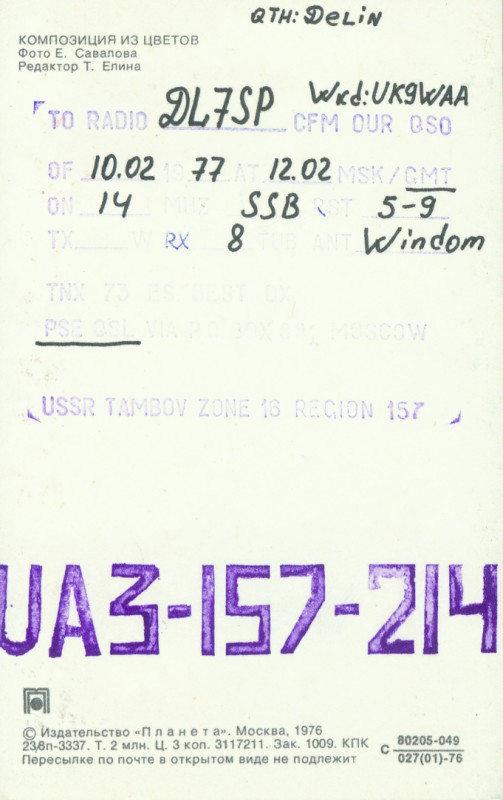 QTH: DeLin
КОМПОЗИЦИЯ ИЗ ЦВЕТОВ
Фото Е. Савалова
Редактор Т. Елина
Wkd: UK9WAA
TO RADIO DL7SP CFM OUR QSO
OF 10.02 1977 AT 12.02 MSK/GMT
ON 14 MHZ SSB RST 5-9
TX W RX 8 TUB ANT Windom
TNX 73 ES BEST DX
PSE QSL VIA P.O. BOX MOSCOW
USSR TAMBOV ZONE 16 REGION 157
UA3-157-214
© Издательство «Планета». Москва, 1976
23/8п-3337. Т. 2 млн. Ц. 3 коп. 3117211. Зак. 1009. КПК
Пересылке по почте в открытом виде не подлежит
С 80205-049
027(01)-76